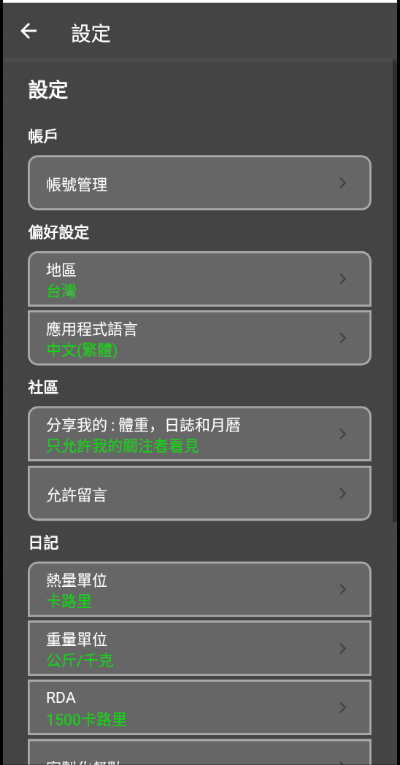 設定
設定
帳戶
帳號管理
偏好設定
地區
台灣
應用程式語言
中文(繁體)
社區
分享我的 : 體重，日誌和月曆
只允許我的關注者看見
允許留言
日記
熱量單位
卡路里
重量單位
公斤/千克
RDA
1500卡路里